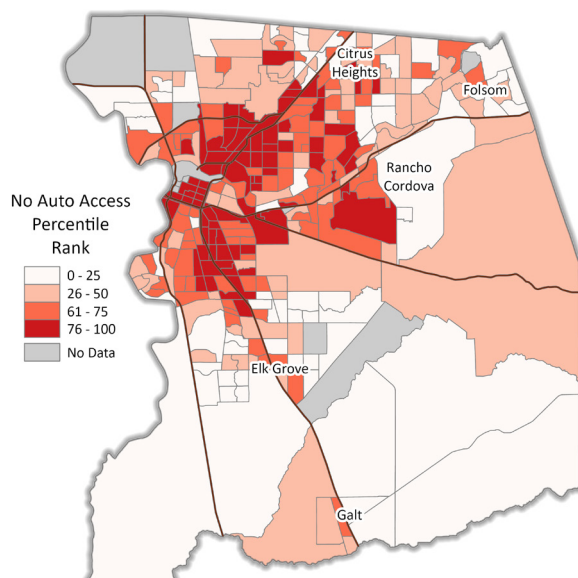 Citrus
Heights
Folsom
Rancho
Cordova
No Auto Access
Percentile
Rank
0 - 25
26 - 50
61 - 75
76 - 100
No Data
Elk Grove
Galt